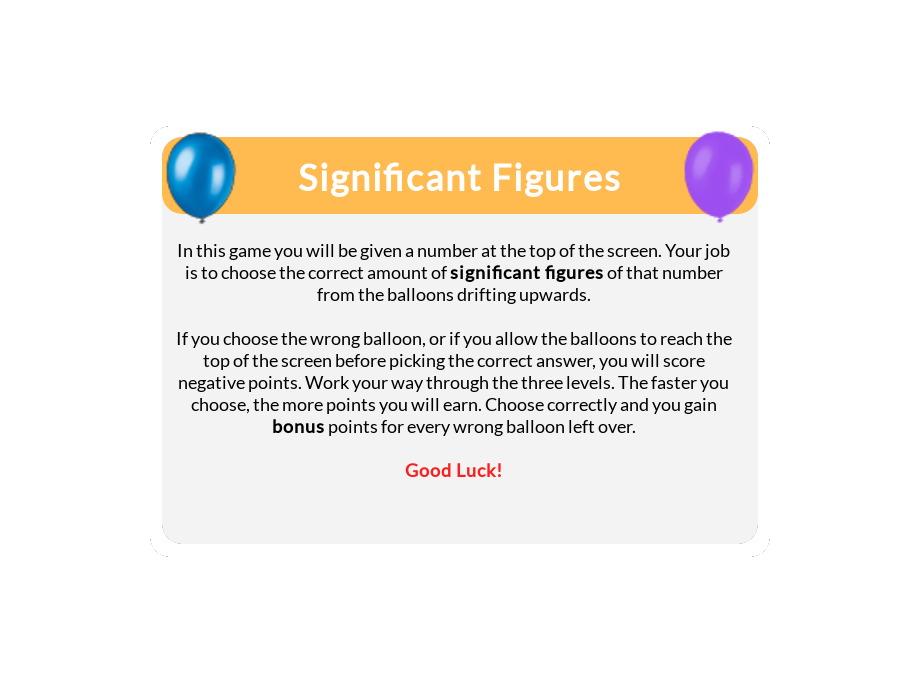 Significant Figures
In this game you will be given a number at the top of the screen. Your job
is to choose the correct amount of significant figures of that number
from the balloons drifting upwards.
If you choose the wrong balloon, or if you allow the balloons to reach the
top of the screen before picking the correct answer, you will score
negative points. Work your way through the three levels. The faster you
choose, the more points you will earn. Choose correctly and you gain
bonus points for every wrong balloon left over.
Good Luck!